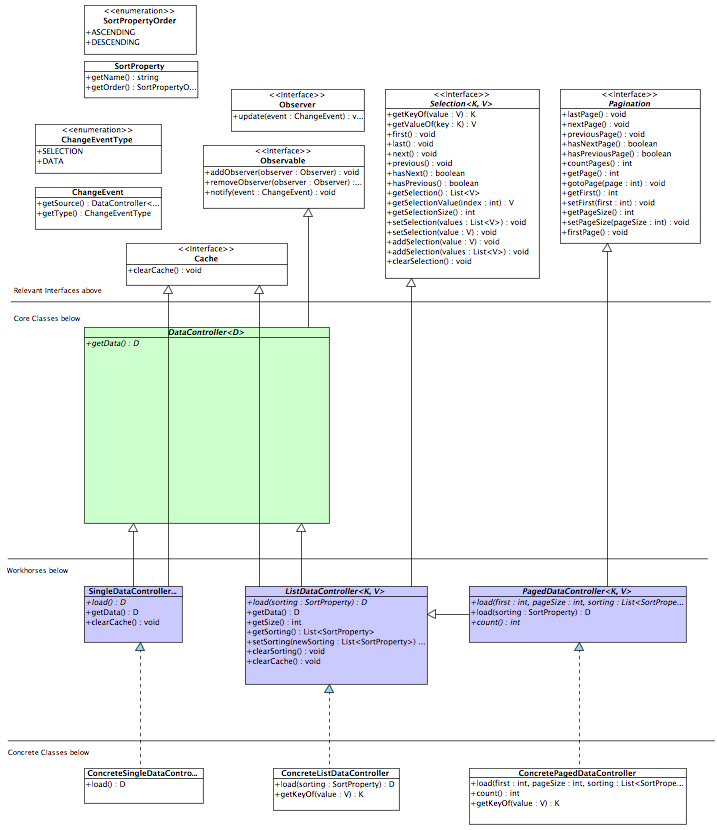 <<enumeration>>
SortPropertyOrder
+ASCENDING
+DESCENDING
SortProperty
+getName() : string
+getOrder() : SortPropertyO...
<<enumeration>>
ChangeEventType
+SELECTION
+DATA
ChangeEvent
+getSource() : DataController<...
+getType() : ChangeEventType
<<Interface>>
Observer
+update(event : ChangeEvent) : v...
<<Interface>>
Observable
+addObserver(observer : Observer) : void
+removeObserver(observer : Observer) :...
+notify(event : ChangeEvent) : void
<<Interface>>
Cache
+clearCache() : void
<<Interface>>
Selection<K, V>
+getKeyOf(value : V) : K
+getValueOf(key : K) : V
+first() : void
+last() : void
+next() : void
+previous() : void
+hasNext() : boolean
+hasPrevious() : boolean
+getSelection() : List<V>
+getSelectionValue(index : int) : V
+getSelectionSize() : int
+setSelection(values : List<V>) : void
+setSelection(value : V) : void
+addSelection(value : V) : void
+addSelection(values : List<V>) : void
+clearSelection() : void
<<Interface>>
Pagination
+lastPage() : void
+nextPage() : void
+previousPage() : void
+hasNextPage() : boolean
+hasPreviousPage() : boolean
+countPages() : int
+getPage() : int
+gotoPage(page : int) : void
+getFirst() : int
+setFirst(first : int) : void
+getPageSize() : int
+setPageSize(pageSize : int) : void
+firstPage() : void
Relevant Interfaces above
Core Classes below
DataController<D>
+getData() : D
Workhorses below
SingleDataController...
+load() : D
+getData() : D
+clearCache() : void
ListDataController<K, V>
+load(sorting : SortProperty) : D
+getData() : D
+getSize() : int
+getSorting() : List<SortProperty>
+setSorting(newSorting : List<SortProperty>) ...
+clearSorting() : void
+clearCache() : void
PagedDataController<K, V>
+load(first : int, pageSize : int, sorting : List<SortPrope...
+load(sorting : SortProperty) : D
+count() : int
Concrete Classes below
ConcreteSingleDataContro...
+load() : D
ConcreteListDataController
+load(sorting : SortProperty) : D
+getKeyOf(value : V) : K
ConcretePagedDataController
+load(first : int, pageSize : int, sorting : List<SortPrope...
+count() : int
+getKeyOf(value : V) : K